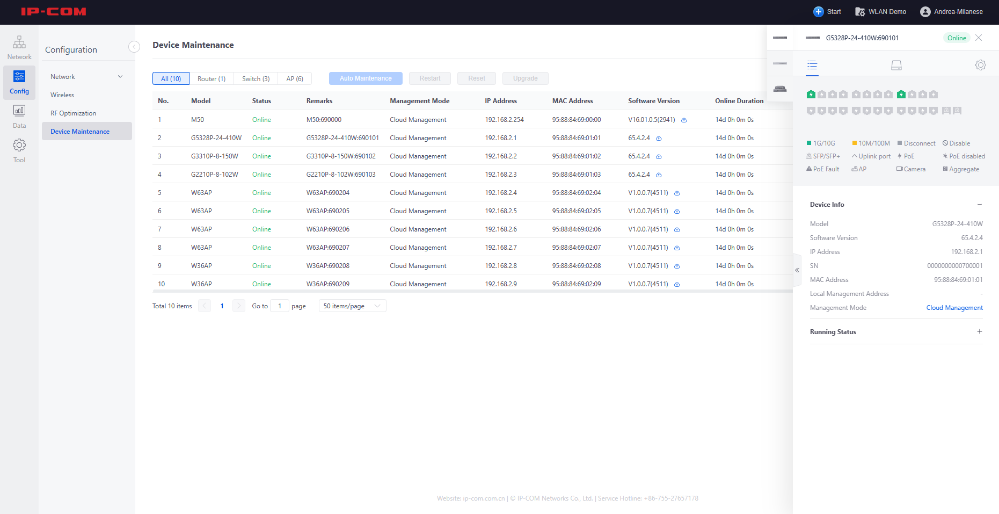 IP-COM
Start
WLAN Demo
Andrea-Milanese
Network
Config
Data
Tool
Configuration
Network
Wireless
RF Optimization
Device Maintenance
Device Maintenance
All (10) Router (1) Switch (3) AP (6) Auto Maintenance Restart Reset Upgrade
No. Model Status Remarks Management Mode IP Address MAC Address Software Version Online Duration
1 M50 Online M50:690000 Cloud Management 192.168.2.254 95:88:84:69:00:00 V16.01.0.5(2941) 14d 0h 0m 0s
2 G5328P-24-410W Online G5328P-24-410W:690101 Cloud Management 192.168.2.1 95:88:84:69:01:01 65.4.2.4 14d 0h 0m 0s
3 G3310P-8-150W Online G3310P-8-150W:690102 Cloud Management 192.168.2.2 95:88:84:69:01:02 65.4.2.4 14d 0h 0m 0s
4 G2210P-8-102W Online G2210P-8-102W:690103 Cloud Management 192.168.2.3 95:88:84:69:01:03 65.4.2.4 14d 0h 0m 0s
5 W63AP Online W63AP:690204 Cloud Management 192.168.2.4 95:88:84:69:02:04 V1.0.0.7(4511) 14d 0h 0m 0s
6 W63AP Online W63AP:690205 Cloud Management 192.168.2.5 95:88:84:69:02:05 V1.0.0.7(4511) 14d 0h 0m 0s
7 W63AP Online W63AP:690206 Cloud Management 192.168.2.6 95:88:84:69:02:06 V1.0.0.7(4511) 14d 0h 0m 0s
8 W63AP Online W63AP:690207 Cloud Management 192.168.2.7 95:88:84:69:02:07 V1.0.0.7(4511) 14d 0h 0m 0s
9 W36AP Online W36AP:690208 Cloud Management 192.168.2.8 95:88:84:69:02:08 V1.0.0.7(4511) 14d 0h 0m 0s
10 W36AP Online W36AP:690209 Cloud Management 192.168.2.9 95:88:84:69:02:09 V1.0.0.7(4511) 14d 0h 0m 0s
Total 10 items 1 Go to 1 page 50 items/page
Website: ip-com.com.cn | © IP-COM Networks Co., Ltd. | Service Hotline: +86-755-27657178
G5328P-24-410W:690101 Online
1G/10G 10M/100M Disconnect Disable
SFP/SFP+ Uplink port PoE PoE disabled
PoE Fault AP Camera Aggregate
Device Info
Model G5328P-24-410W
Software Version 65.4.2.4
IP Address 192.168.2.1
SN 0000000000700001
MAC Address 95:88:84:69:01:01
Local Management Address -
Management Mode Cloud Management
Running Status